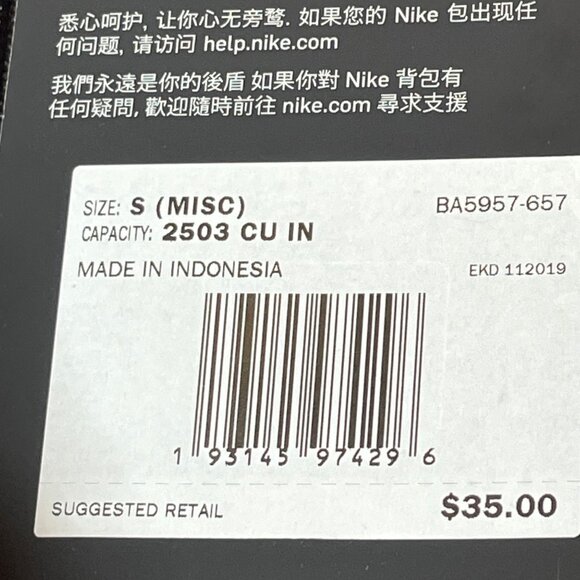 悉心呵护, 让你心无旁骛. 如果您的 Nike 包出现任
何问题, 请访问 help.nike.com
我們永遠是你的後盾 如果你對 Nike 背包有
任何疑問, 歡迎隨時前往 nike.com 尋求支援
SIZE: S (MISC)
BA5957-657
CAPACITY: 2503 CU IN
MADE IN INDONESIA
EKD 112019
1 93145 97429 6
SUGGESTED RETAIL
$35.00